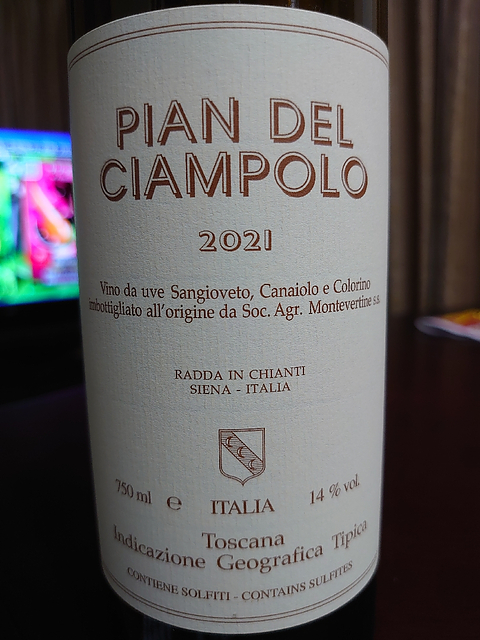 PIAN DEL
CIAMPOLO
2021
Vino da uve Sangioveto, Canaiolo e Colorino
imbottigliato all'origine da Soc. Agr. Montevertine s.s.
RADDA IN CHIANTI
SIENA - ITALIA
750 ml e ITALIA 14 % vol.
Toscana
Indicazione Geografica Tipica
CONTIENE SOLFITI - CONTAINS SULFITES